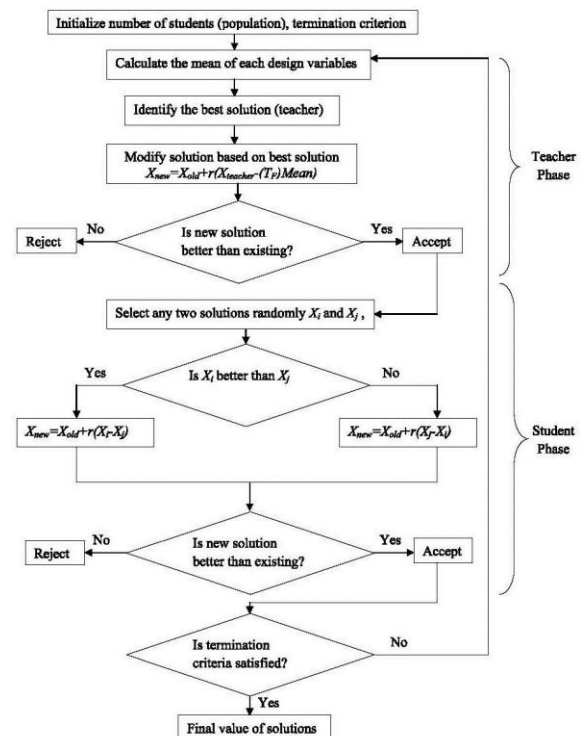 Initialize number of students (population), termination criterion
Calculate the mean of each design variables
Identify the best solution (teacher)
Modify solution based on best solution
Xnew=Xold+r(Xteacher-(TF)Mean)
Teacher
Phase
No
Is new solution
better than existing?
Yes
Reject
Accept
Select any two solutions randomly Xi and Xj ,
Yes
Is Xi better than Xj
No
Xnew=Xold+r(Xi-Xj)
Xnew=Xold+r(Xj-Xi)
Student
Phase
No
Is new solution
better than existing?
Yes
Reject
Accept
Is termination
criteria satisfied?
No
Yes
Final value of solutions